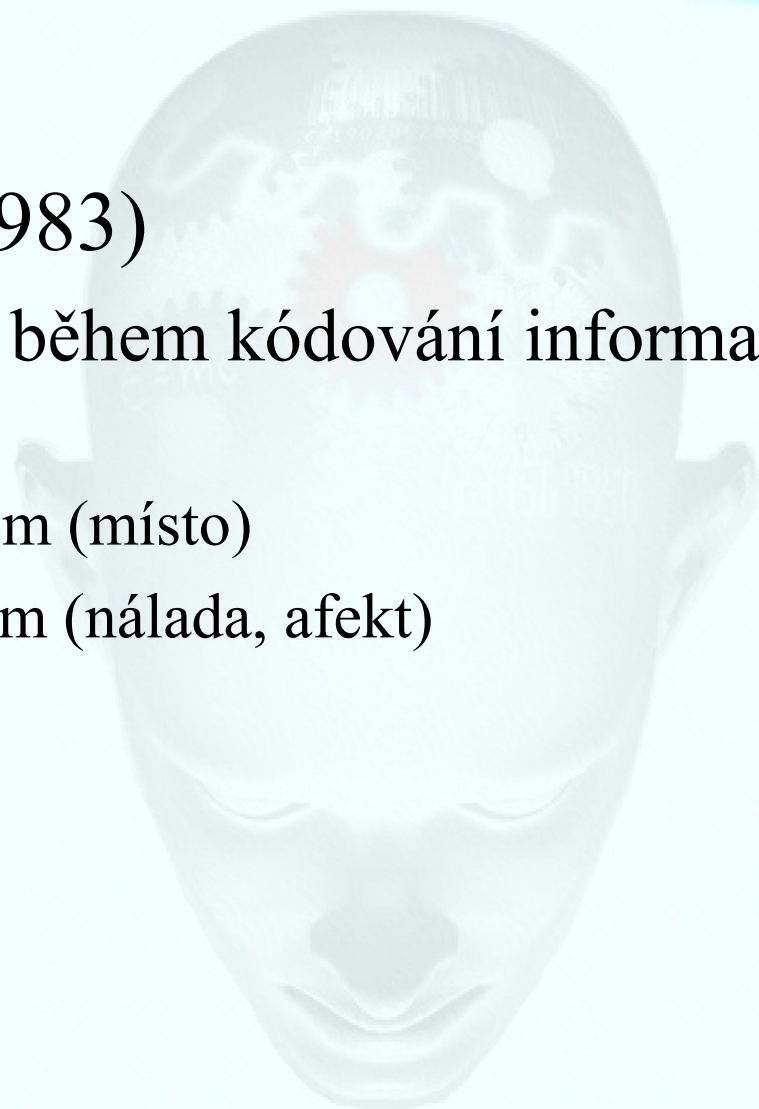 983)
během kódování informa
m (místo)
m (nálada, afekt)